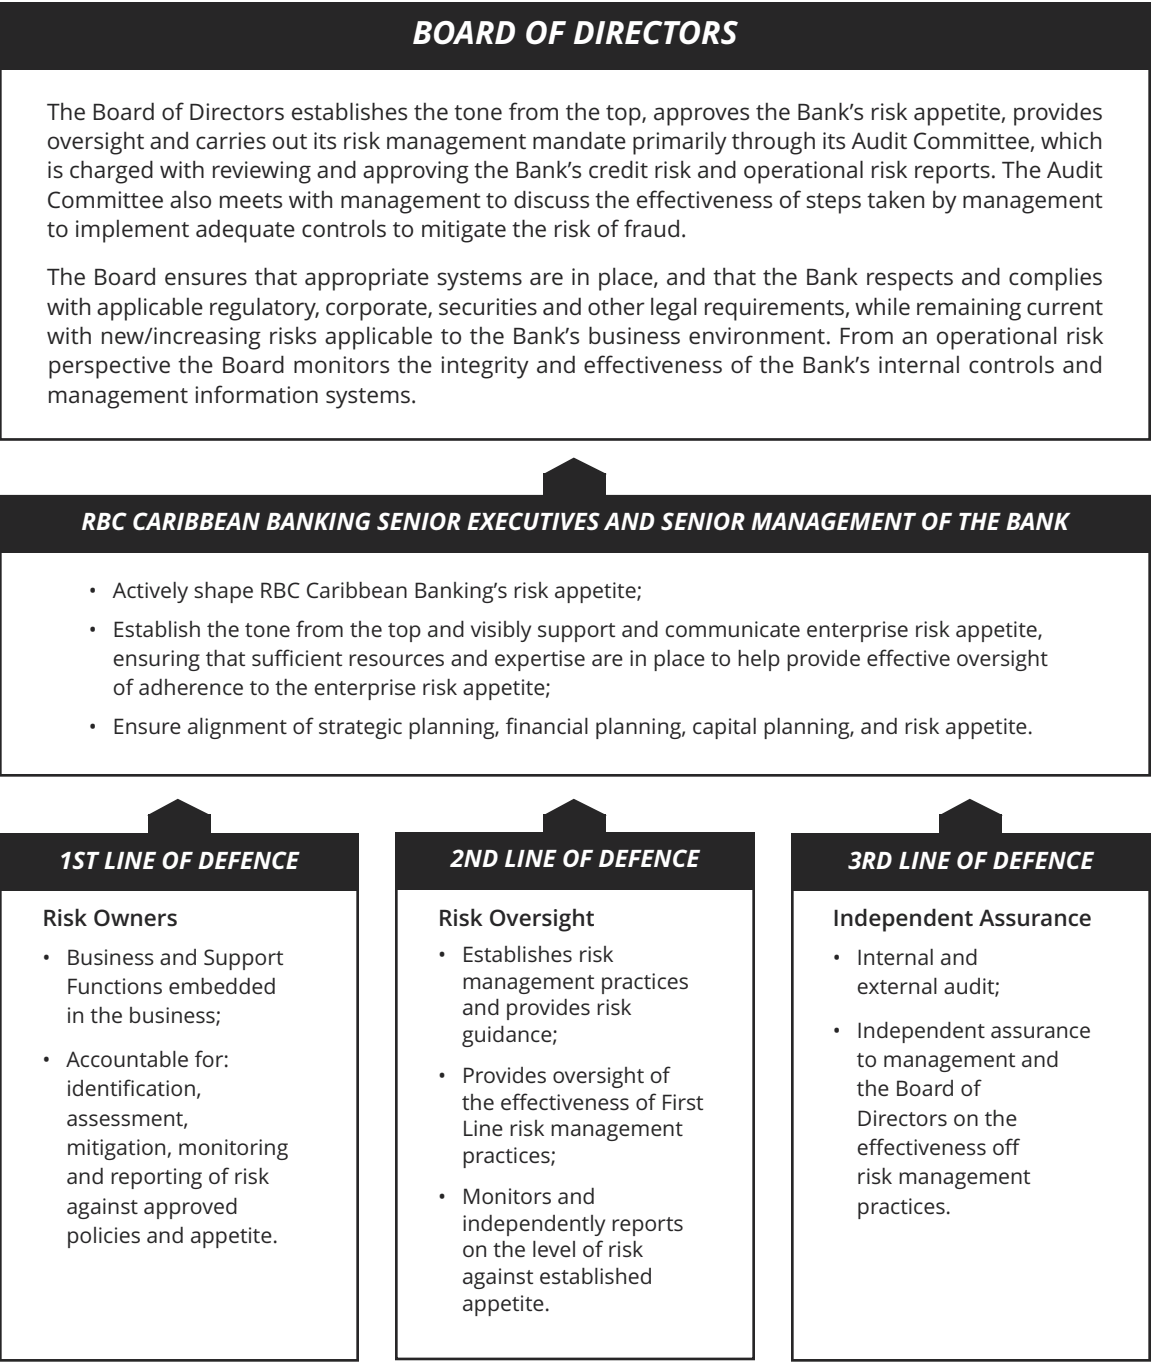 BOARD OF DIRECTORS
The Board of Directors establishes the tone from the top, approves the Bank’s risk appetite, provides
oversight and carries out its risk management mandate primarily through its Audit Committee, which
is charged with reviewing and approving the Bank’s credit risk and operational risk reports. The Audit
Committee also meets with management to discuss the effectiveness of steps taken by management
to implement adequate controls to mitigate the risk of fraud.
The Board ensures that appropriate systems are in place, and that the Bank respects and complies
with applicable regulatory, corporate, securities and other legal requirements, while remaining current
with new/increasing risks applicable to the Bank’s business environment. From an operational risk
perspective the Board monitors the integrity and effectiveness of the Bank’s internal controls and
management information systems.
RBC CARIBBEAN BANKING SENIOR EXECUTIVES AND SENIOR MANAGEMENT OF THE BANK
• Actively shape RBC Caribbean Banking’s risk appetite;
• Establish the tone from the top and visibly support and communicate enterprise risk appetite,
ensuring that sufficient resources and expertise are in place to help provide effective oversight
of adherence to the enterprise risk appetite;
• Ensure alignment of strategic planning, financial planning, capital planning, and risk appetite.
1ST LINE OF DEFENCE
Risk Owners
• Business and Support
Functions embedded
in the business;
• Accountable for:
identification,
assessment,
mitigation, monitoring
and reporting of risk
against approved
policies and appetite.
2ND LINE OF DEFENCE
Risk Oversight
• Establishes risk
management practices
and provides risk
guidance;
• Provides oversight of
the effectiveness of First
Line risk management
practices;
• Monitors and
independently reports
on the level of risk
against established
appetite.
3RD LINE OF DEFENCE
Independent Assurance
• Internal and
external audit;
• Independent assurance
to management and
the Board of
Directors on the
effectiveness off
risk management
practices.